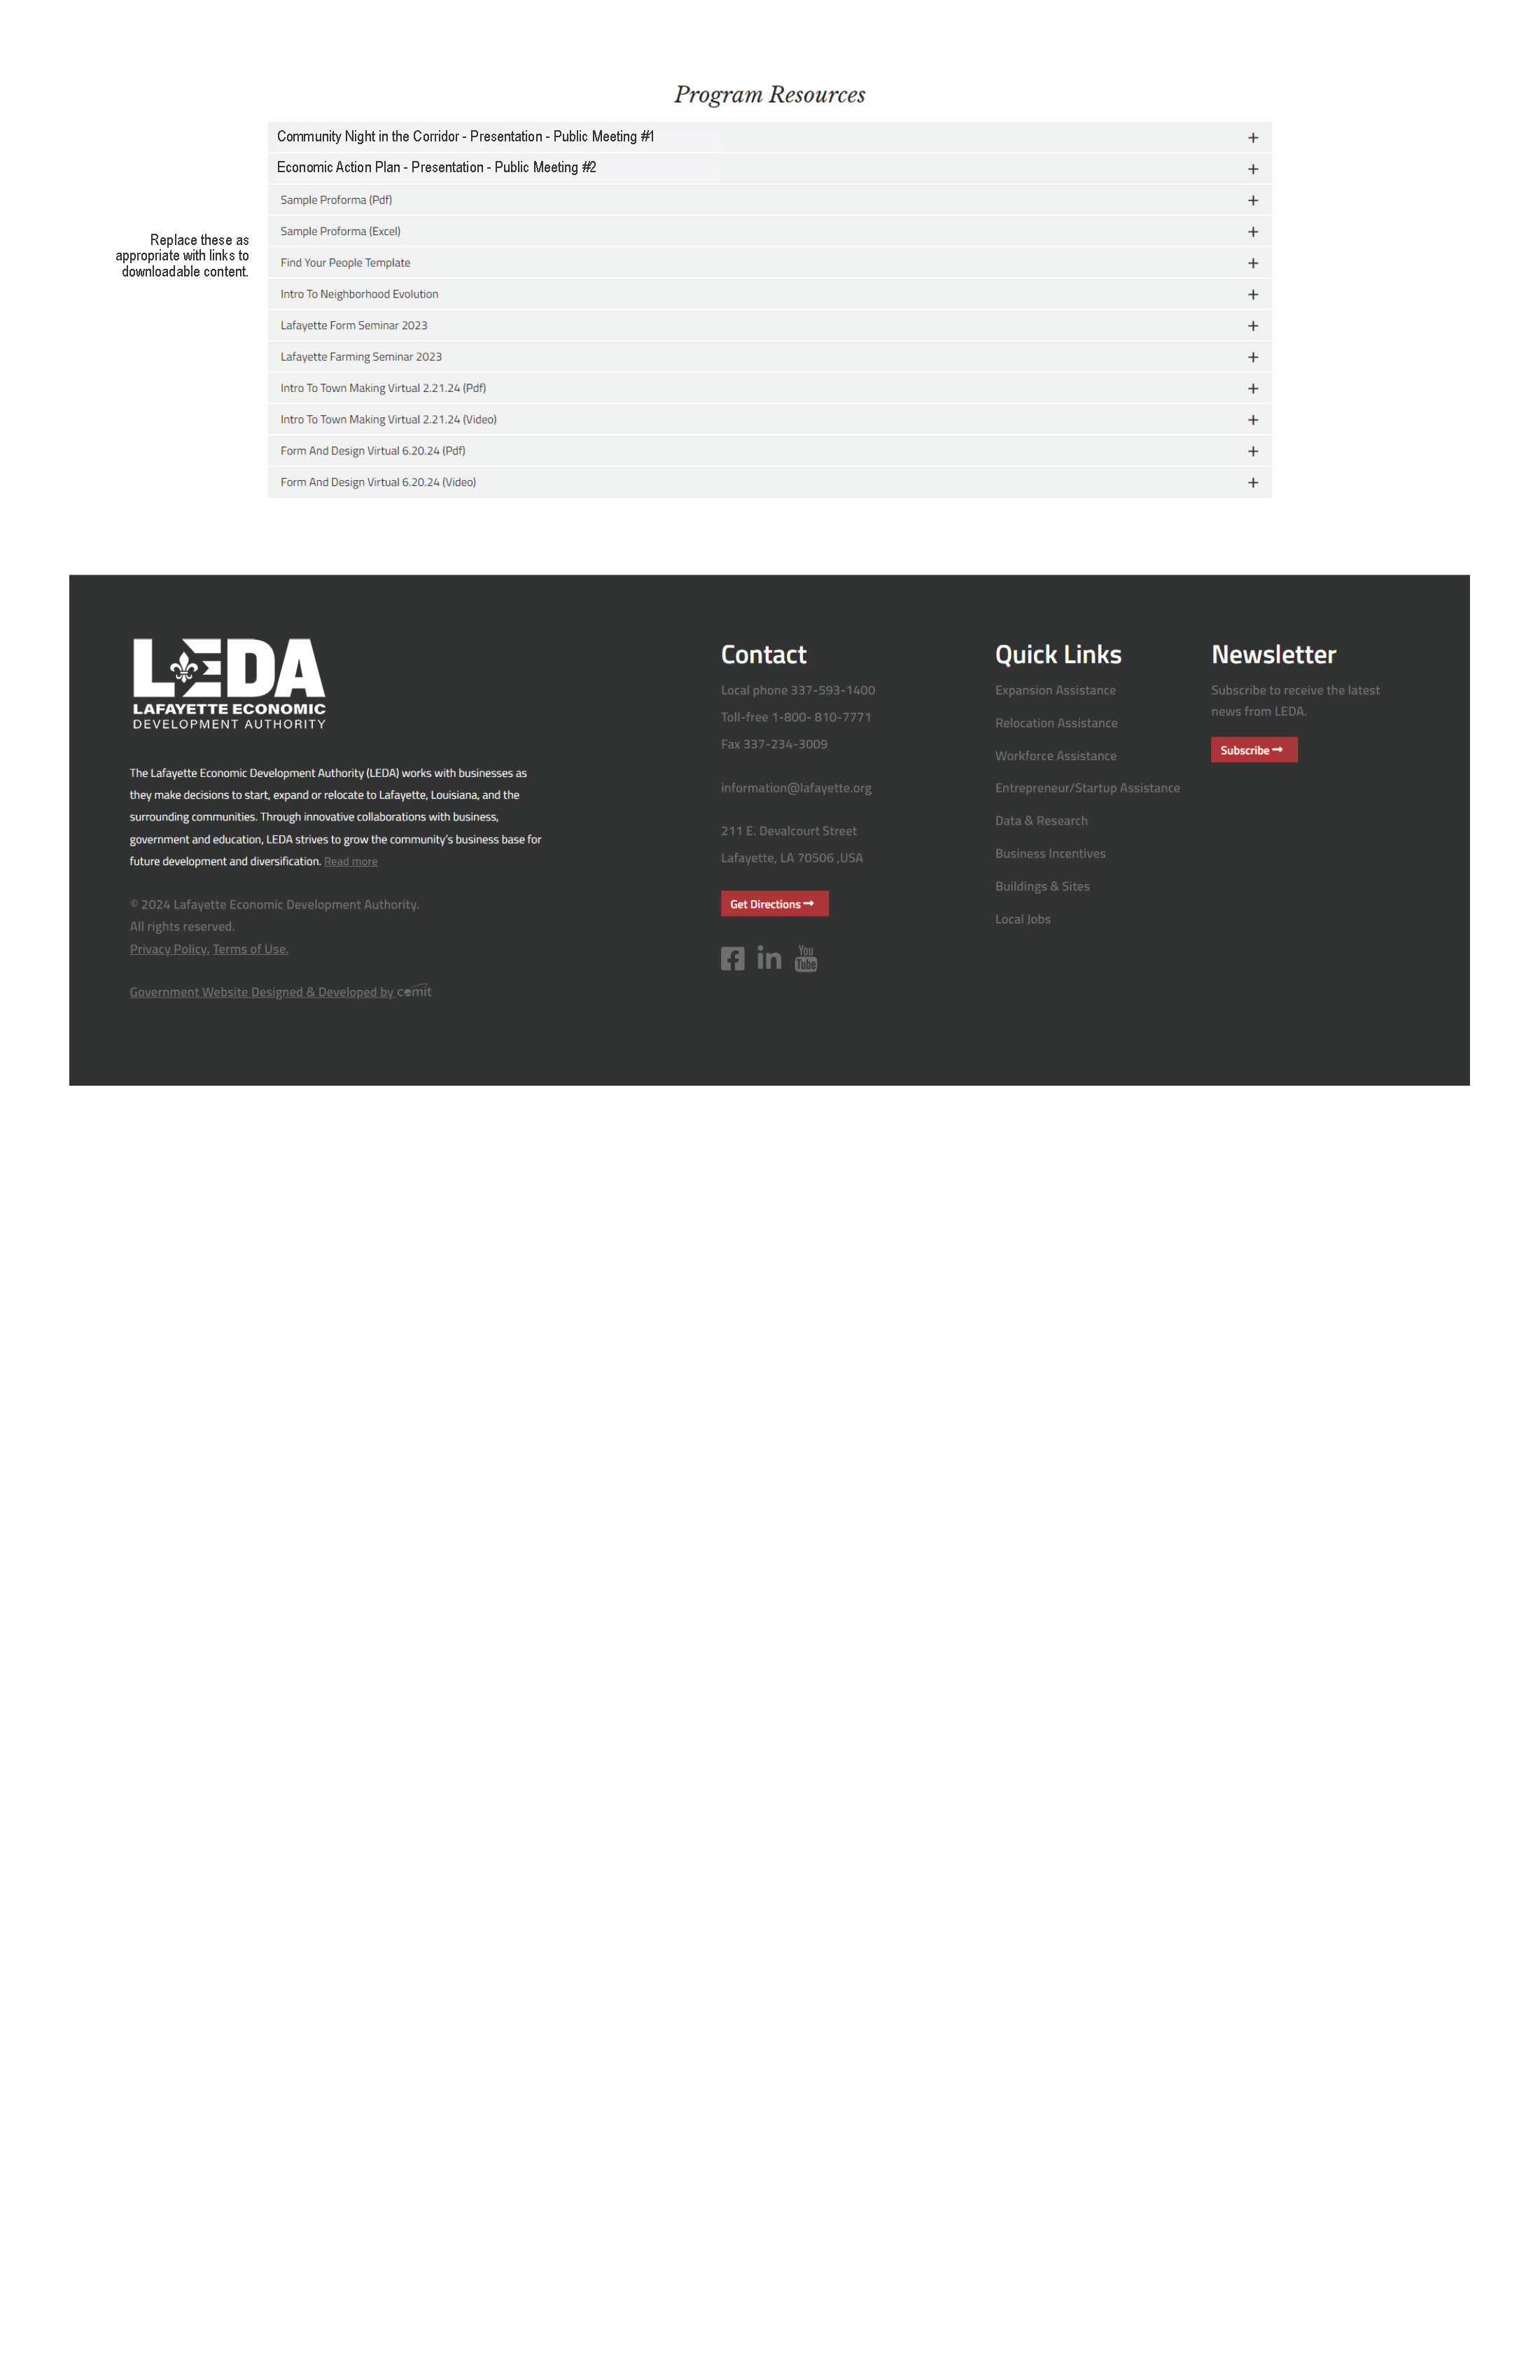 Program Resources
Community Night in the Corridor - Presentation - Public Meeting #1
Economic Action Plan - Presentation - Public Meeting #2
Sample Proforma (Pdf)
Sample Proforma (Excel)
Find Your People Template
Intro To Neighborhood Evolution
Lafayette Form Seminar 2023
Lafayette Farming Seminar 2023
Intro To Town Making Virtual 2.21.24 (Pdf)
Intro To Town Making Virtual 2.21.24 (Video)
Form And Design Virtual 6.20.24 (Pdf)
Form And Design Virtual 6.20.24 (Video)
Replace these as
appropriate with links to
downloadable content.
LEDA
LAFAYETTE ECONOMIC
DEVELOPMENT AUTHORITY
The Lafayette Economic Development Authority (LEDA) works with businesses as
they make decisions to start, expand or relocate to Lafayette, Louisiana, and the
surrounding communities. Through innovative collaborations with business,
government and education, LEDA strives to grow the community's business base for
future development and diversification. Read more
© 2024 Lafayette Economic Development Authority.
All rights reserved.
Privacy Policy. Terms of Use.
Government Website Designed & Developed by comit
Contact
Local phone 337-593-1400
Toll-free 1-800- 810-7771
Fax 337-234-3009
information@lafayette.org
211 E. Devalcourt Street
Lafayette, LA 70506 ,USA
Get Directions
in
You
Tube
Quick Links
Expansion Assistance
Relocation Assistance
Workforce Assistance
Entrepreneur/Startup Assistance
Data & Research
Business Incentives
Buildings & Sites
Local Jobs
Newsletter
Subscribe to receive the latest
news from LEDA.
Subscribe